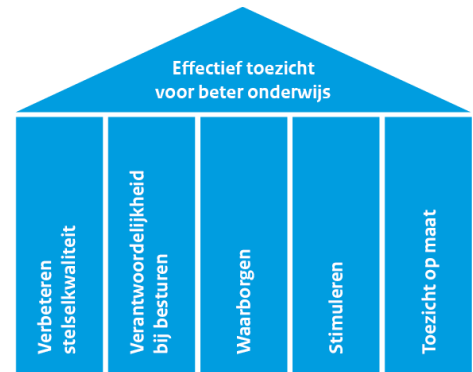 Effectief toezicht
voor beter onderwijs
Verbeteren
stelselkwaliteit
Verantwoordelijkheid
bij besturen
Waarborgen
Stimuleren
Toezicht op maat